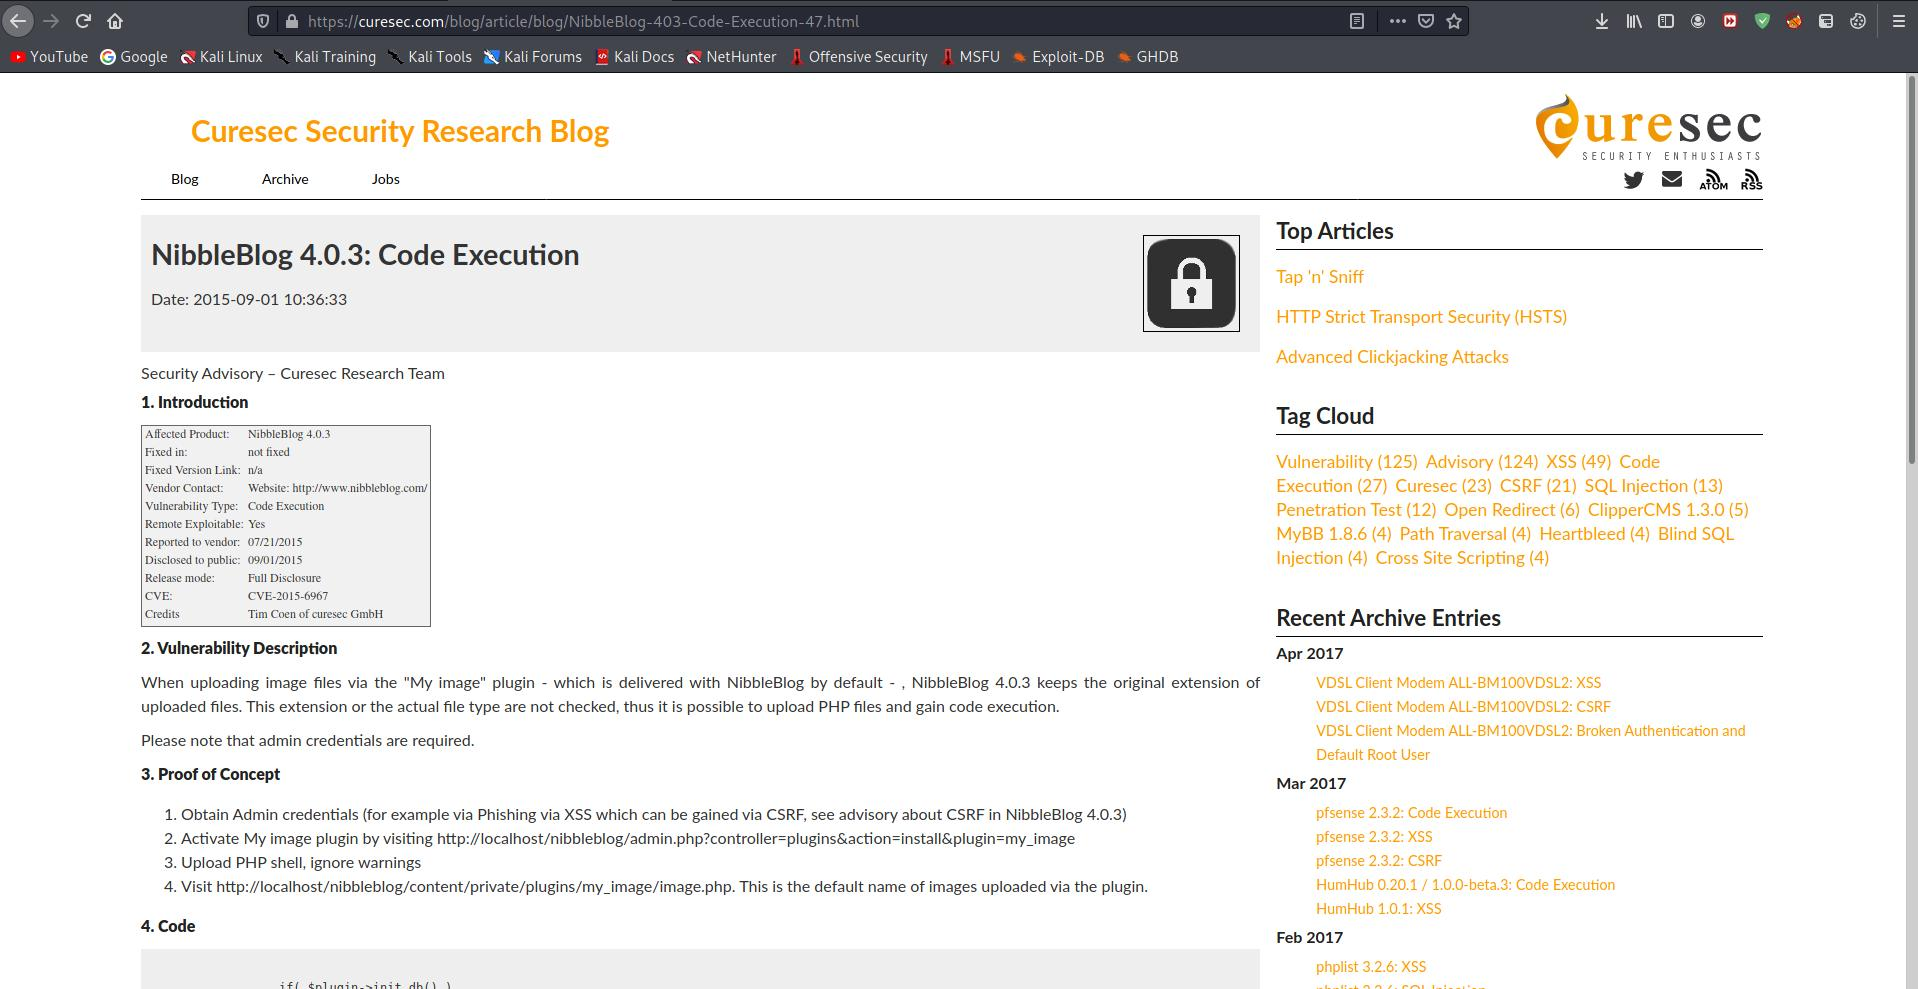 https://curesec.com/blog/article/blog/NibbleBlog-403-Code-Execution-47.html
YouTube Google Kali Linux Kali Training Kali Tools Kali Forums Kali Docs NetHunter Offensive Security MSFU Exploit-DB GHDB
Curesec Security Research Blog
curesec
SECURITY ENTHUSIASTS
Blog Archive Jobs
ATOM RSS
NibbleBlog 4.0.3: Code Execution
Date: 2015-09-01 10:36:33
Security Advisory – Curesec Research Team
1. Introduction
Affected Product: NibbleBlog 4.0.3
Fixed in: not fixed
Fixed Version Link: n/a
Vendor Contact: Website: http://www.nibbleblog.com/
Vulnerability Type: Code Execution
Remote Exploitable: Yes
Reported to vendor: 07/21/2015
Disclosed to public: 09/01/2015
Release mode: Full Disclosure
CVE: CVE-2015-6967
Credits Tim Coen of curesec GmbH
2. Vulnerability Description
When uploading image files via the "My image" plugin - which is delivered with NibbleBlog by default - , NibbleBlog 4.0.3 keeps the original extension of
uploaded files. This extension or the actual file type are not checked, thus it is possible to upload PHP files and gain code execution.
Please note that admin credentials are required.
3. Proof of Concept
1. Obtain Admin credentials (for example via Phishing via XSS which can be gained via CSRF, see advisory about CSRF in NibbleBlog 4.0.3)
2. Activate My image plugin by visiting http://localhost/nibbleblog/admin.php?controller=plugins&action=install&plugin=my_image
3. Upload PHP shell, ignore warnings
4. Visit http://localhost/nibbleblog/content/private/plugins/my_image/image.php. This is the default name of images uploaded via the plugin.
4. Code
if( $plugin->init_db() )
Top Articles
Tap 'n' Sniff
HTTP Strict Transport Security (HSTS)
Advanced Clickjacking Attacks
Tag Cloud
Vulnerability (125) Advisory (124) XSS (49) Code
Execution (27) Curesec (23) CSRF (21) SQL Injection (13)
Penetration Test (12) Open Redirect (6) ClipperCMS 1.3.0 (5)
MyBB 1.8.6 (4) Path Traversal (4) Heartbleed (4) Blind SQL
Injection (4) Cross Site Scripting (4)
Recent Archive Entries
Apr 2017
VDSL Client Modem ALL-BM100VDSL2: XSS
VDSL Client Modem ALL-BM100VDSL2: CSRF
VDSL Client Modem ALL-BM100VDSL2: Broken Authentication and
Default Root User
Mar 2017
pfsense 2.3.2: Code Execution
pfsense 2.3.2: XSS
pfsense 2.3.2: CSRF
HumHub 0.20.1 / 1.0.0-beta.3: Code Execution
HumHub 1.0.1: XSS
Feb 2017
phplist 3.2.6: XSS
phplist 3.2.6: SQL Injection